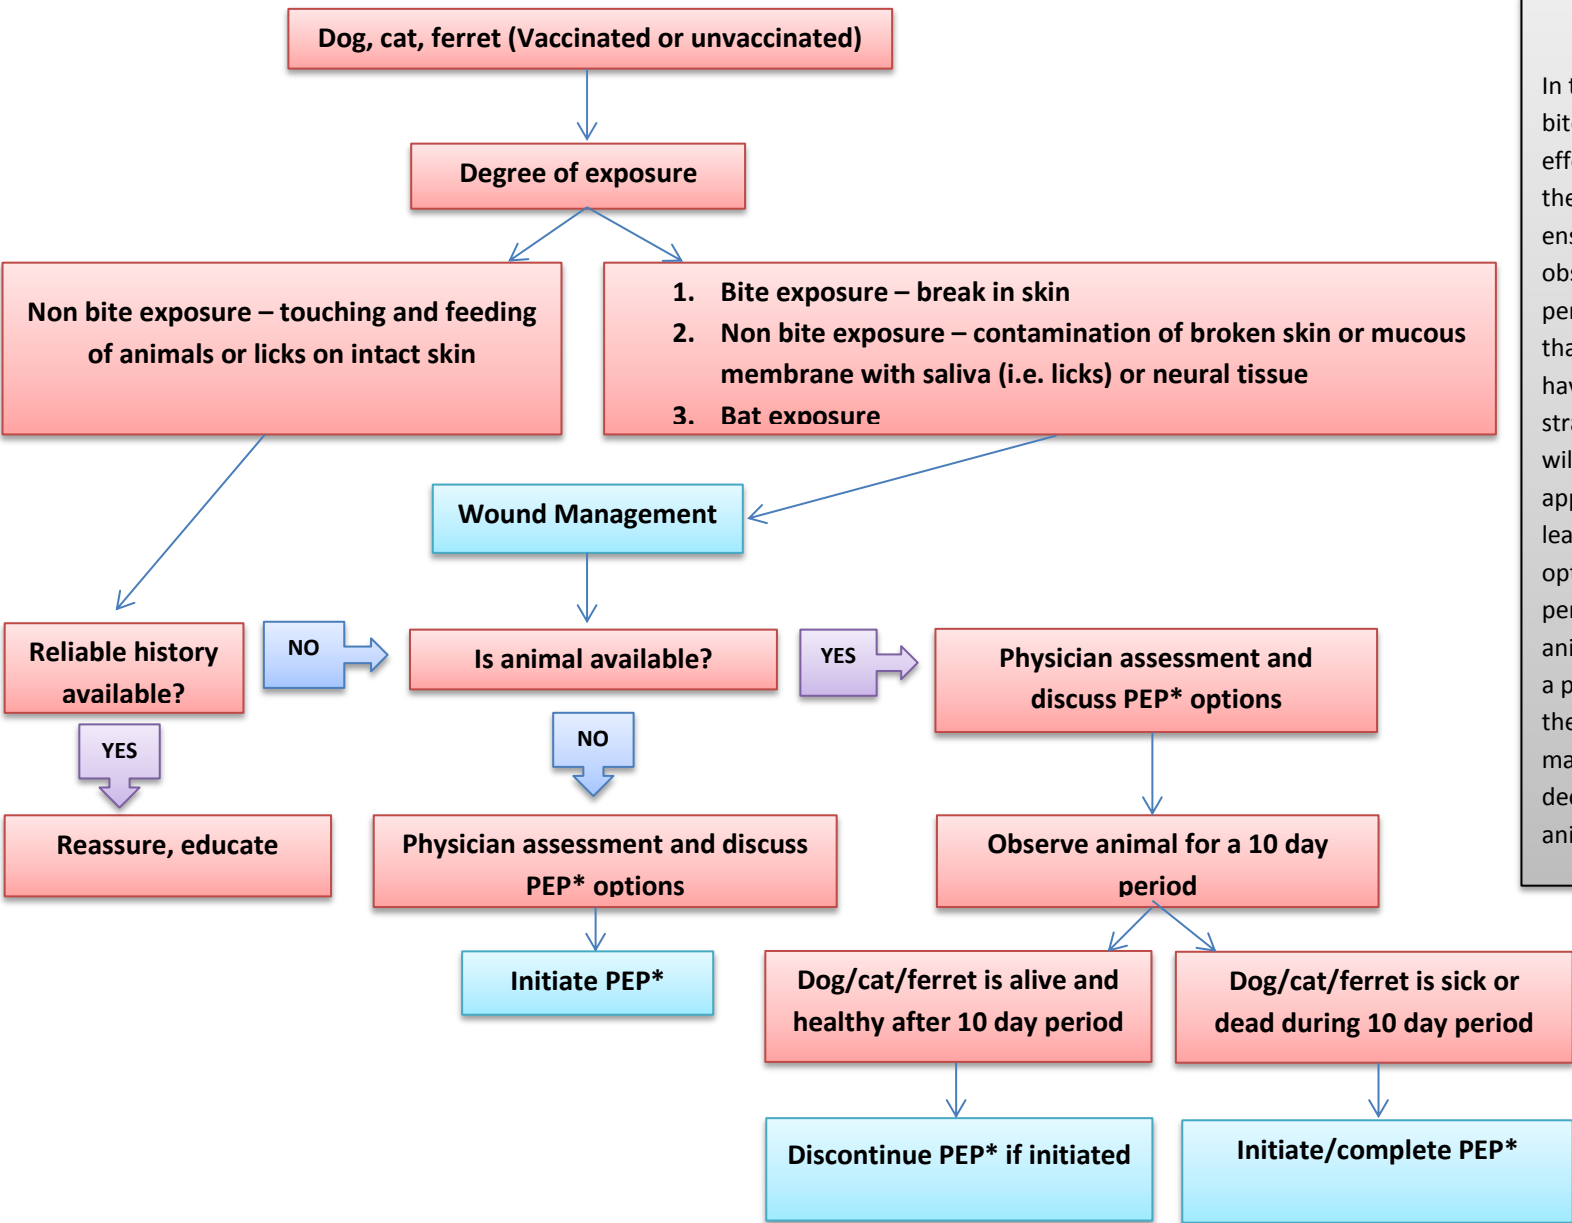 Dog, cat, ferret (Vaccinated or unvaccinated)
Degree of exposure
Non bite exposure – touching and feeding
of animals or licks on intact skin
1. Bite exposure – break in skin
2. Non bite exposure – contamination of broken skin or mucous
membrane with saliva (i.e. licks) or neural tissue
3. Bat exposure
Wound Management
Reliable history
available?
NO
Is animal available?
YES
Physician assessment and
discuss PEP* options
YES
NO
Reassure, educate
Physician assessment and discuss
PEP* options
Observe animal for a 10 day
period
Initiate PEP*
Dog/cat/ferret is alive and
healthy after 10 day period
Dog/cat/ferret is sick or
dead during 10 day period
Discontinue PEP* if initiated
Initiate/complete PEP*
In
the
a
the